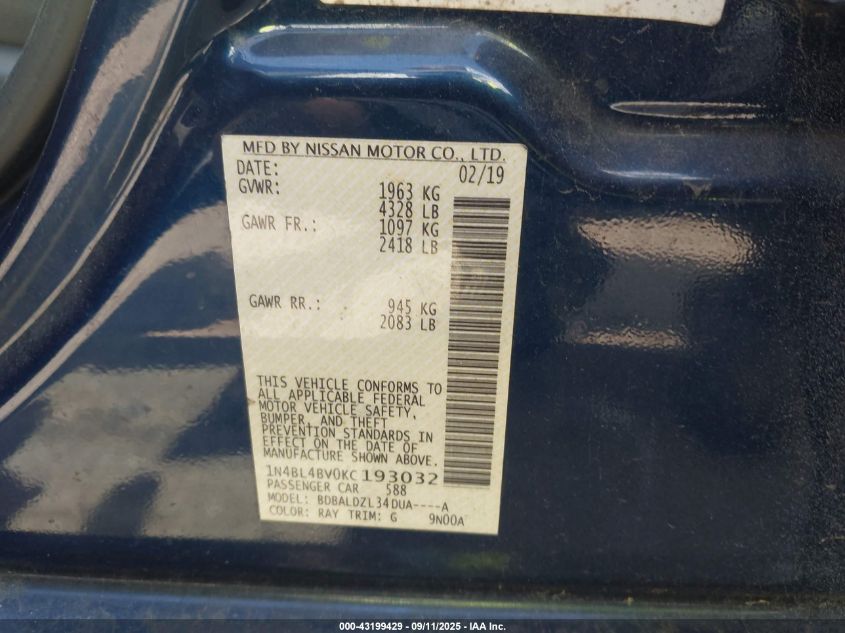 MFD BY NISSAN MOTOR CO., LTD.
DATE: 02/19
GVWR: 1963 KG
4328 LB
GAWR FR.: 1097 KG
2418 LB
GAWR RR.: 945 KG
2083 LB
THIS VEHICLE CONFORMS TO
ALL APPLICABLE FEDERAL
MOTOR VEHICLE SAFETY,
BUMPER, AND THEFT
PREVENTION STANDARDS IN
EFFECT ON THE DATE OF
MANUFACTURE SHOWN ABOVE.
1N4BL4BV0KC193032
PASSENGER CAR 588
MODEL: BDBALDZL34DUA----A
COLOR: RAY TRIM: G 9N00A
000-43199429 - 09/11/2025 - IAA Inc.